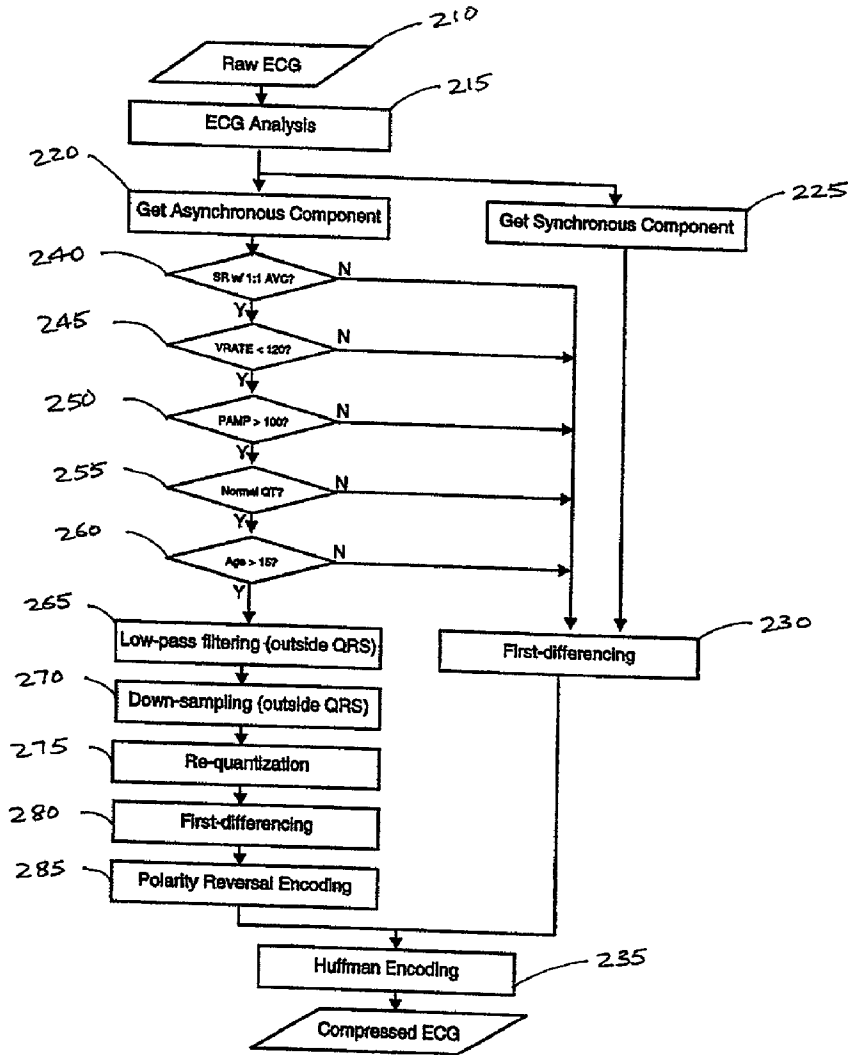 210
Raw ECG
215
ECG Analysis
220
225
Get Asynchronous Component
Get Synchronous Component
240
SR w/ 1:1 AVC?
N
Y
245
VRATE < 120?
N
Y
250
PAMP > 100?
N
Y
255
Normal QT?
N
Y
260
Age > 15?
N
Y
265
Low-pass filtering (outside QRS)
230
First-differencing
270
Down-sampling (outside QRS)
275
Re-quantization
280
First-differencing
285
Polarity Reversal Encoding
Huffman Encoding
235
Compressed ECG